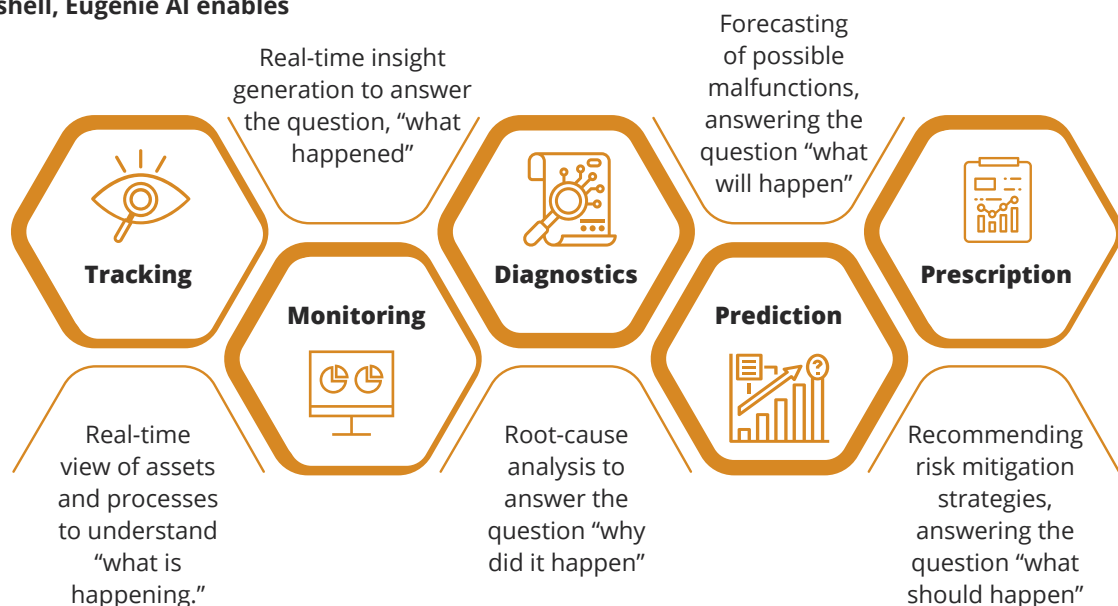 shell, Eugenie AI enables
Real-time insight
generation to answer
the question, “what
happened”
Forecasting
of possible
malfunctions,
answering the
question “what
will happen”
Tracking
Monitoring
Diagnostics
Prediction
Prescription
?
Real-time
view of assets
and processes
to understand
“what is
happening.”
Root-cause
analysis to
answer the
question “why
did it happen”
Recommending
risk mitigation
strategies,
answering the
question “what
should happen”